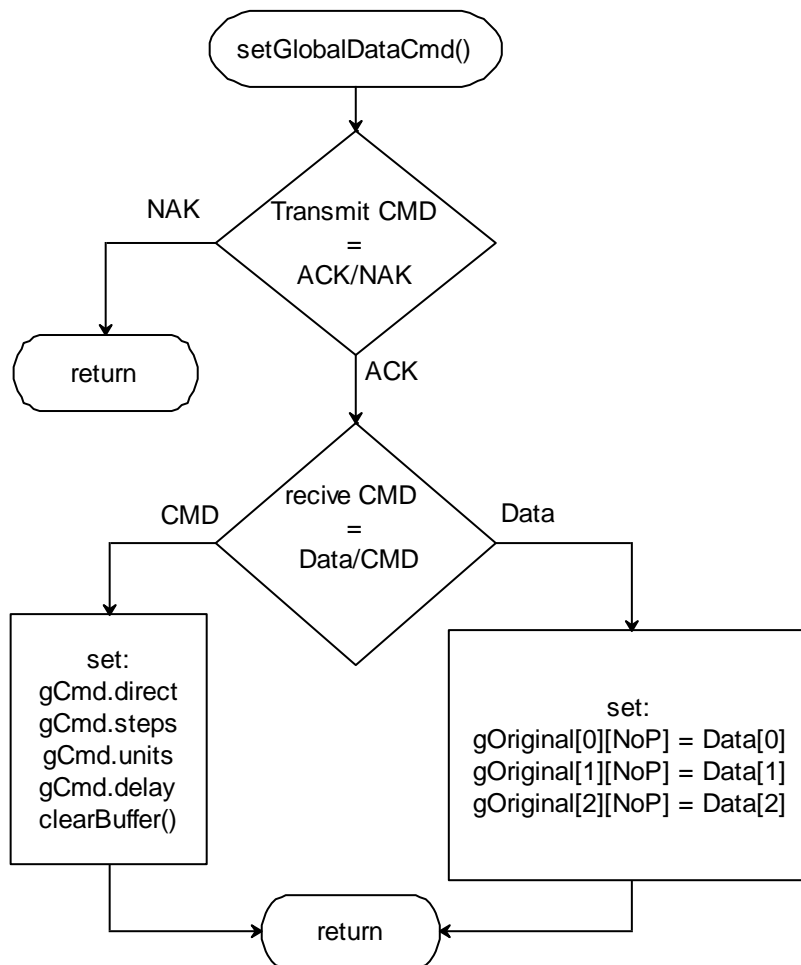 setGlobalDataCmd()
NAK
Transmit CMD
=
ACK/NAK
return
ACK
CMD
recive CMD
=
Data/CMD
Data
set:
gCmd.direct
gCmd.steps
gCmd.units
gCmd.delay
clearBuffer()
set:
gOriginal[0][NoP] = Data[0]
gOriginal[1][NoP] = Data[1]
gOriginal[2][NoP] = Data[2]
return